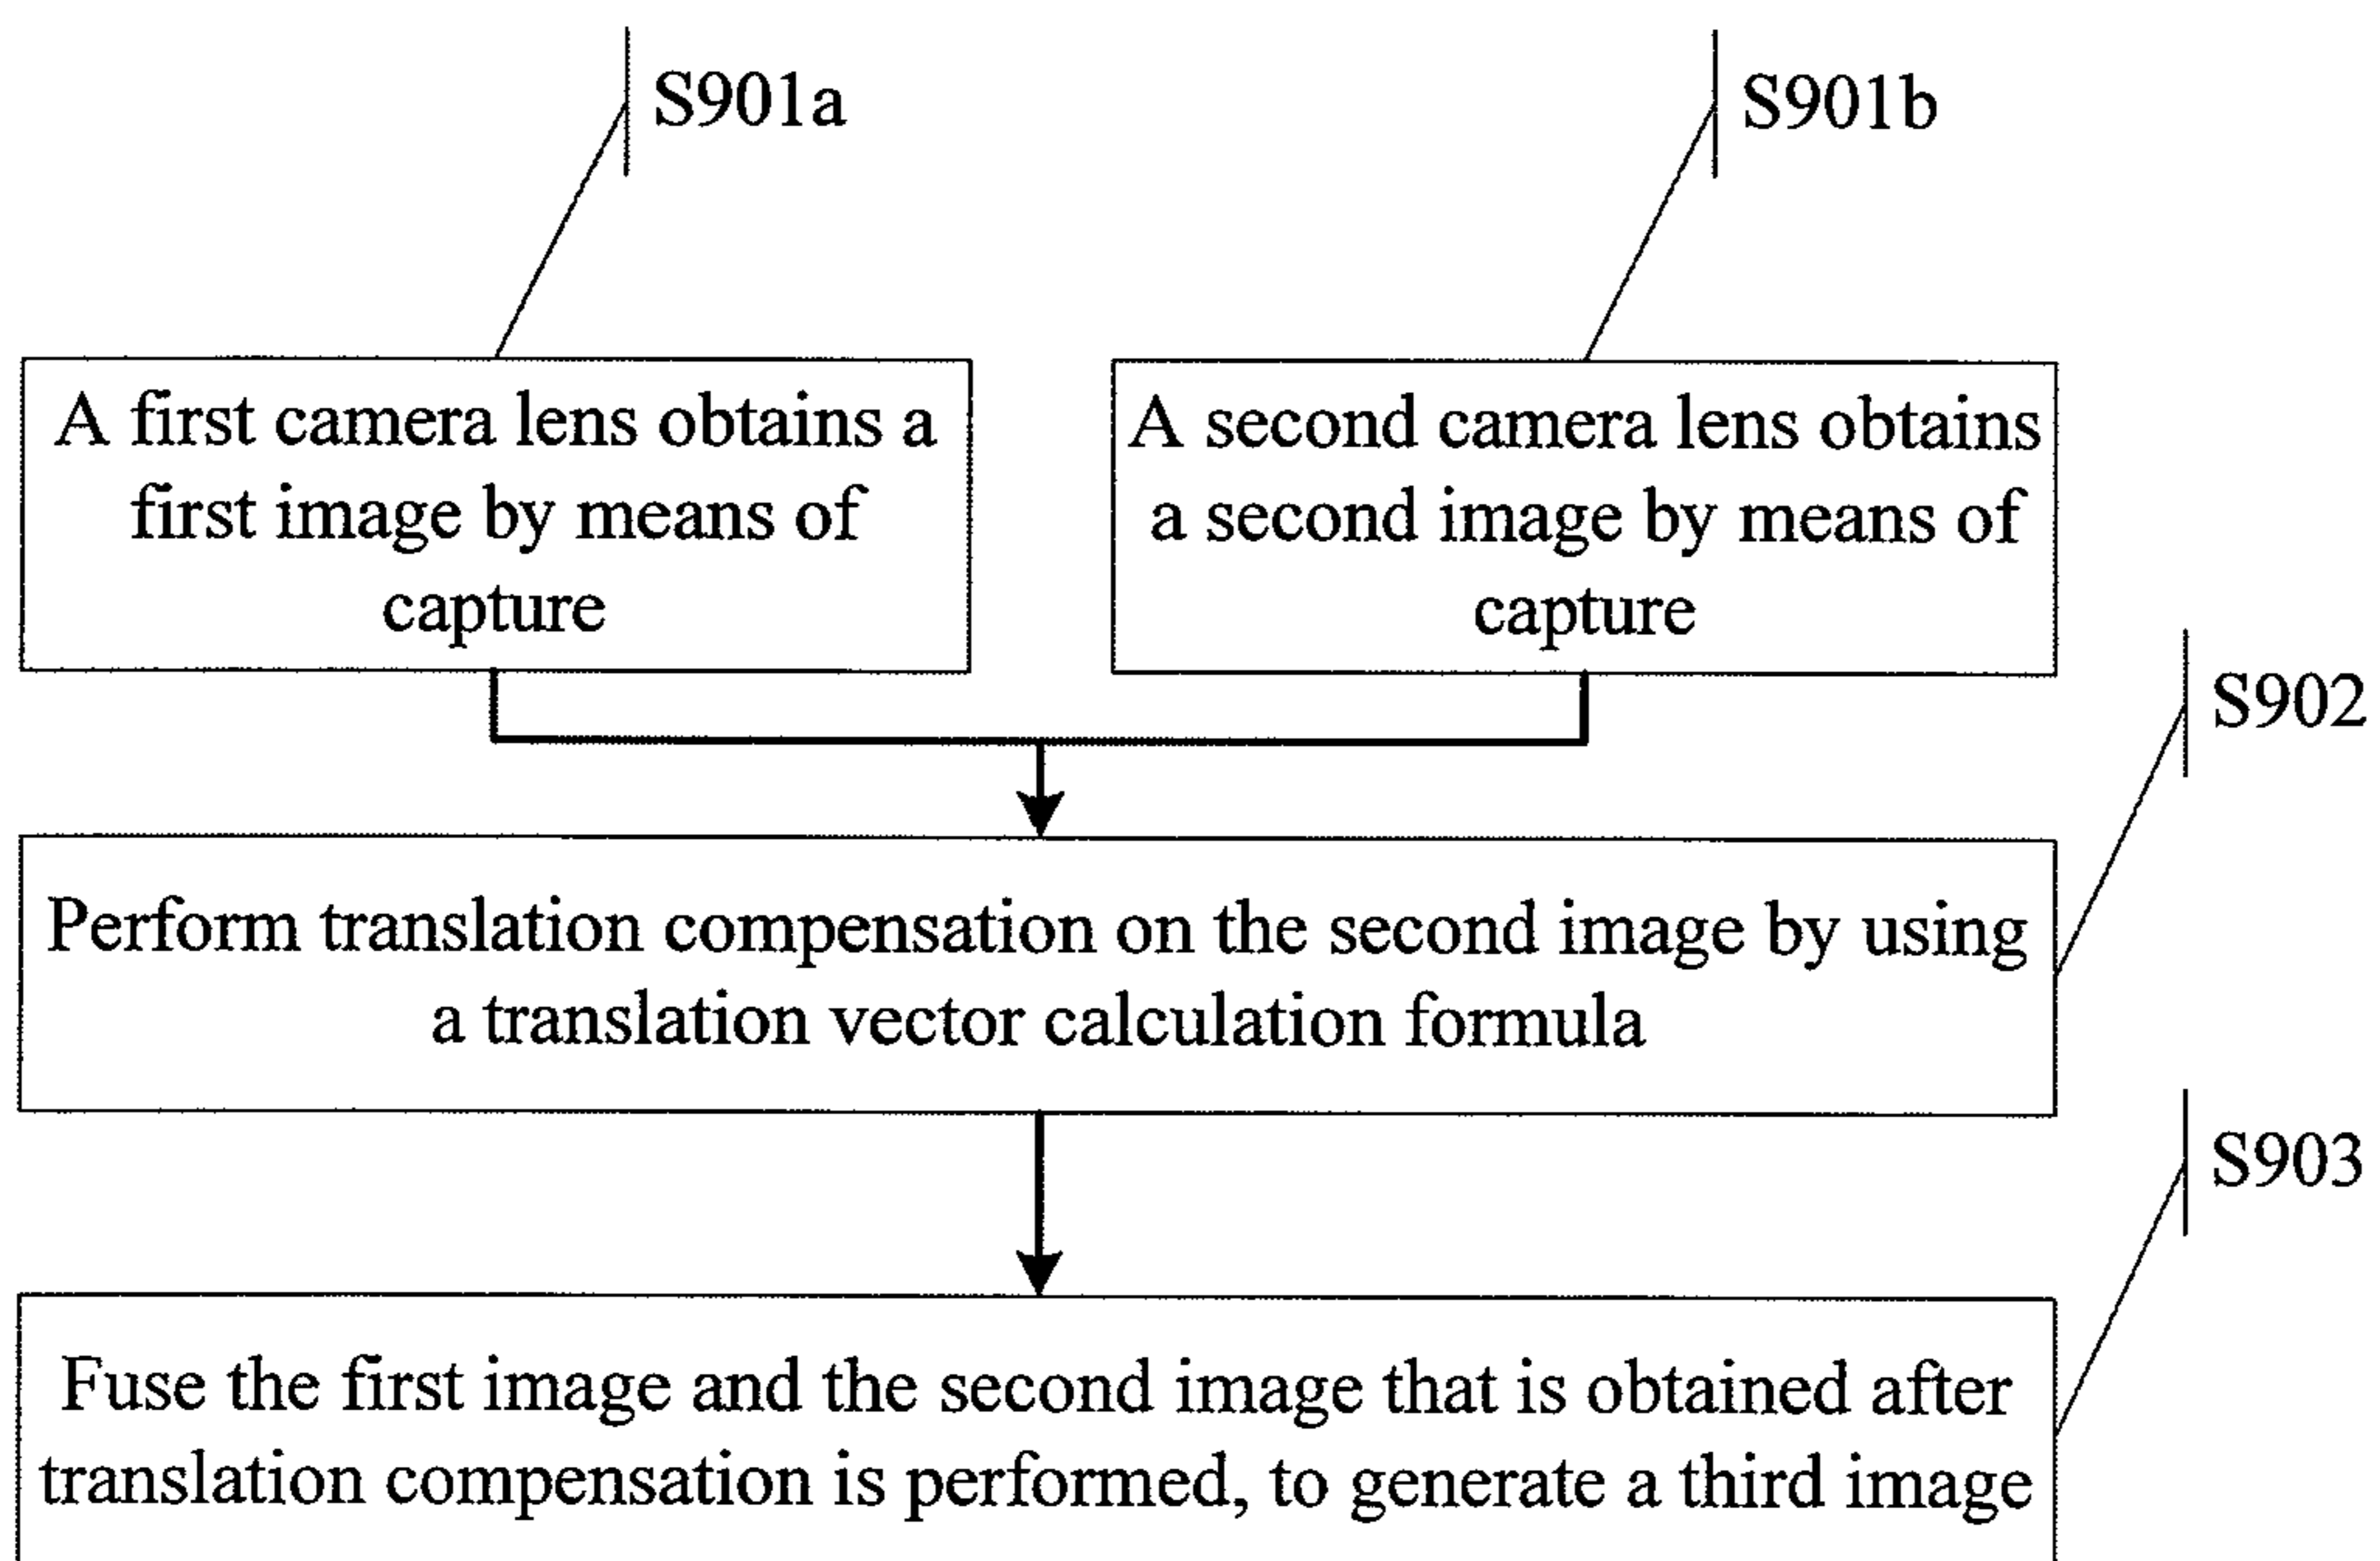 S901a
S901b
A first camera lens obtains a
first image by means of
capture
A second camera lens obtains
a second image by means of
capture
S902
Perform translation compensation on the second image by using
a translation vector calculation formula
S903
Fuse the first image and the second image that is obtained after
translation compensation is performed, to generate a third image